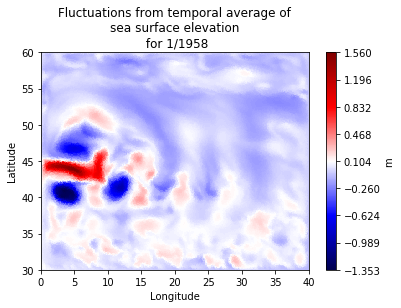 Fluctuations from temporal average of
sea surface elevation
for 1/1958
60
55
50
45
40
35
30
Latitude
0 5 10 15 20 25 30 35 40
Longitude
1.560
1.196
0.832
0.468
0.104
−0.260
−0.624
−0.989
−1.353
m